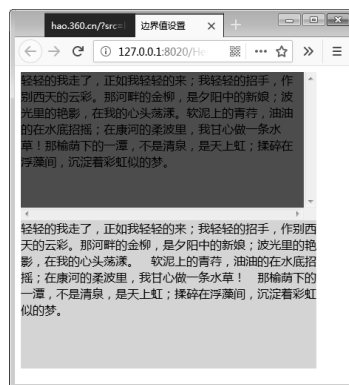 hao.360.cn/?src=
边界值设置
127.0.0.1:8020/He
轻轻的我走了，正如我轻轻的来；我轻轻的招手，作
别西天的云彩。那河畔的金柳，是夕阳中的新娘；波
光里的艳影，在我的心头荡漾。软泥上的青荇，油油
的在水底招摇；在康河的柔波里，我甘心做一条水
草！那榆荫下的一潭，不是清泉，是天上虹；揉碎在
浮藻间，沉淀着彩虹似的梦。
轻轻的我走了，正如我轻轻的来；我轻轻的招手，作别西
天的云彩。那河畔的金柳，是夕阳中的新娘；波光里的艳
影，在我的心头荡漾。 软泥上的青荇，油油的在水底招
摇；在康河的柔波里，我甘心做一条水草！ 那榆荫下的
一潭，不是清泉，是天上虹；揉碎在浮藻间，沉淀着彩虹
似的梦。